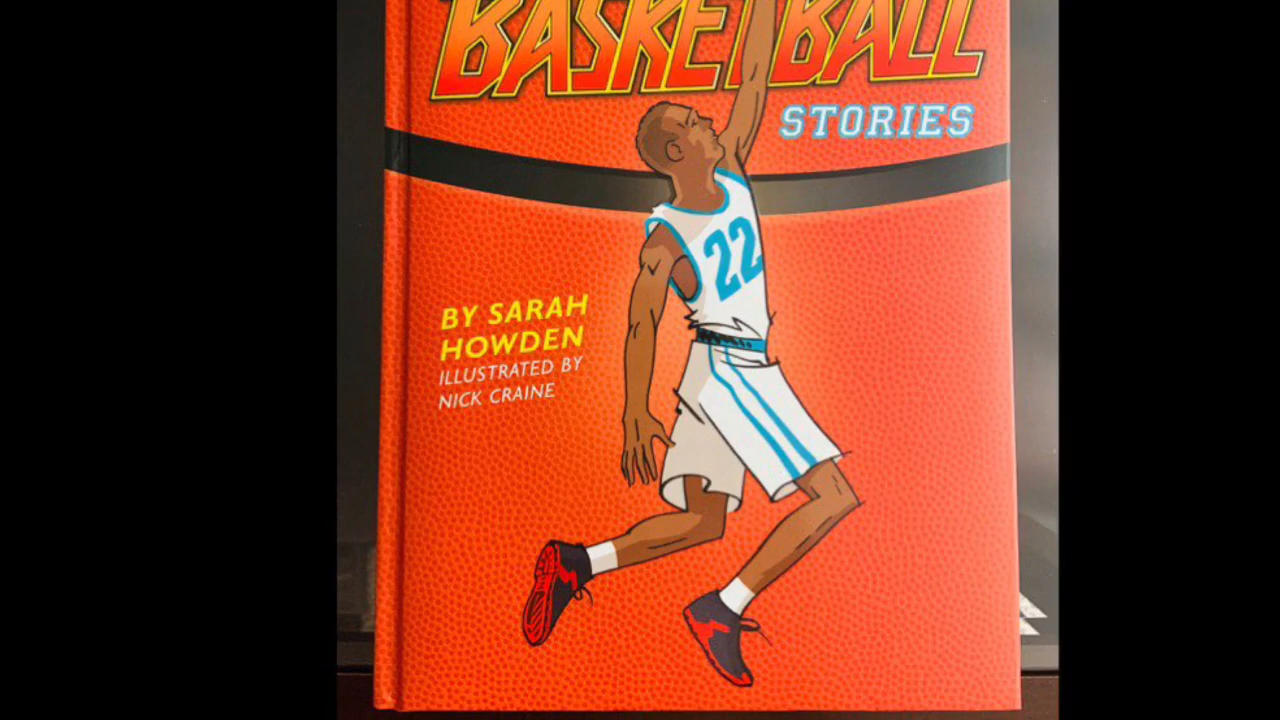 BASKETBALL
STORIES
22
BY SARAH
HOWDEN
ILLUSTRATED BY
NICK CRAINE